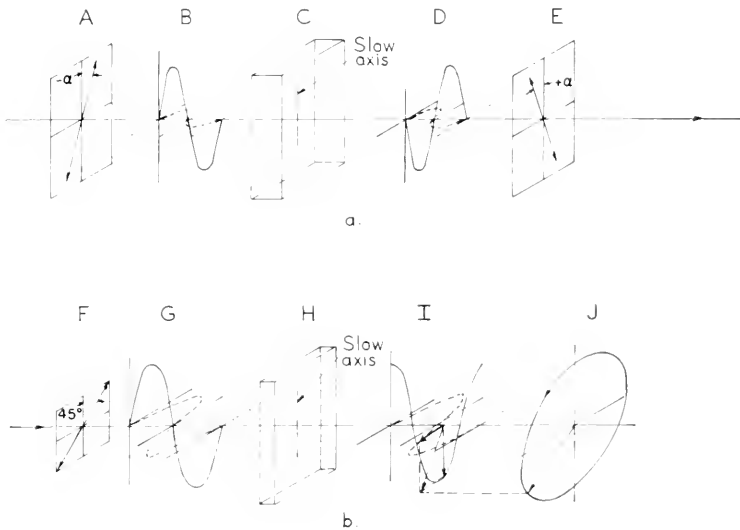 A B C D E
Slow
axis
-α +α
a.
F G H I J
Slow
axis
45°
b.